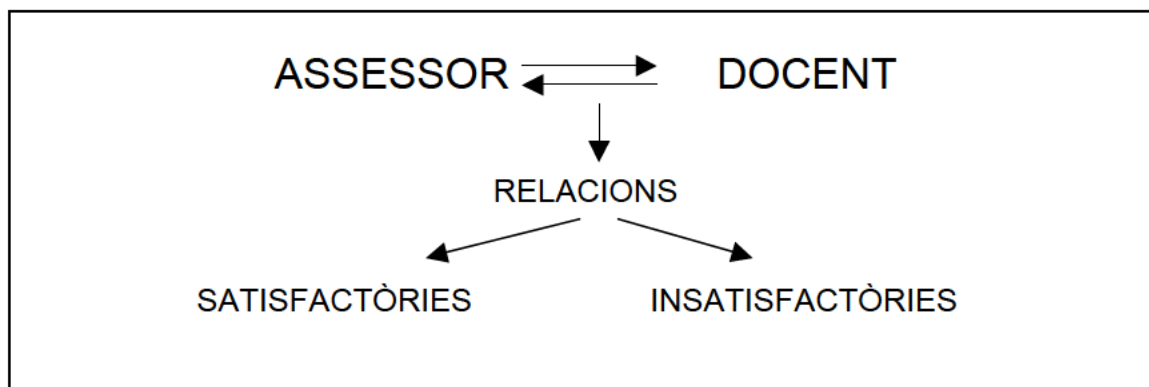 ASSESSOR DOCENT
RELACIONS
SATISFACTÒRIES INSATISFACTÒRIES